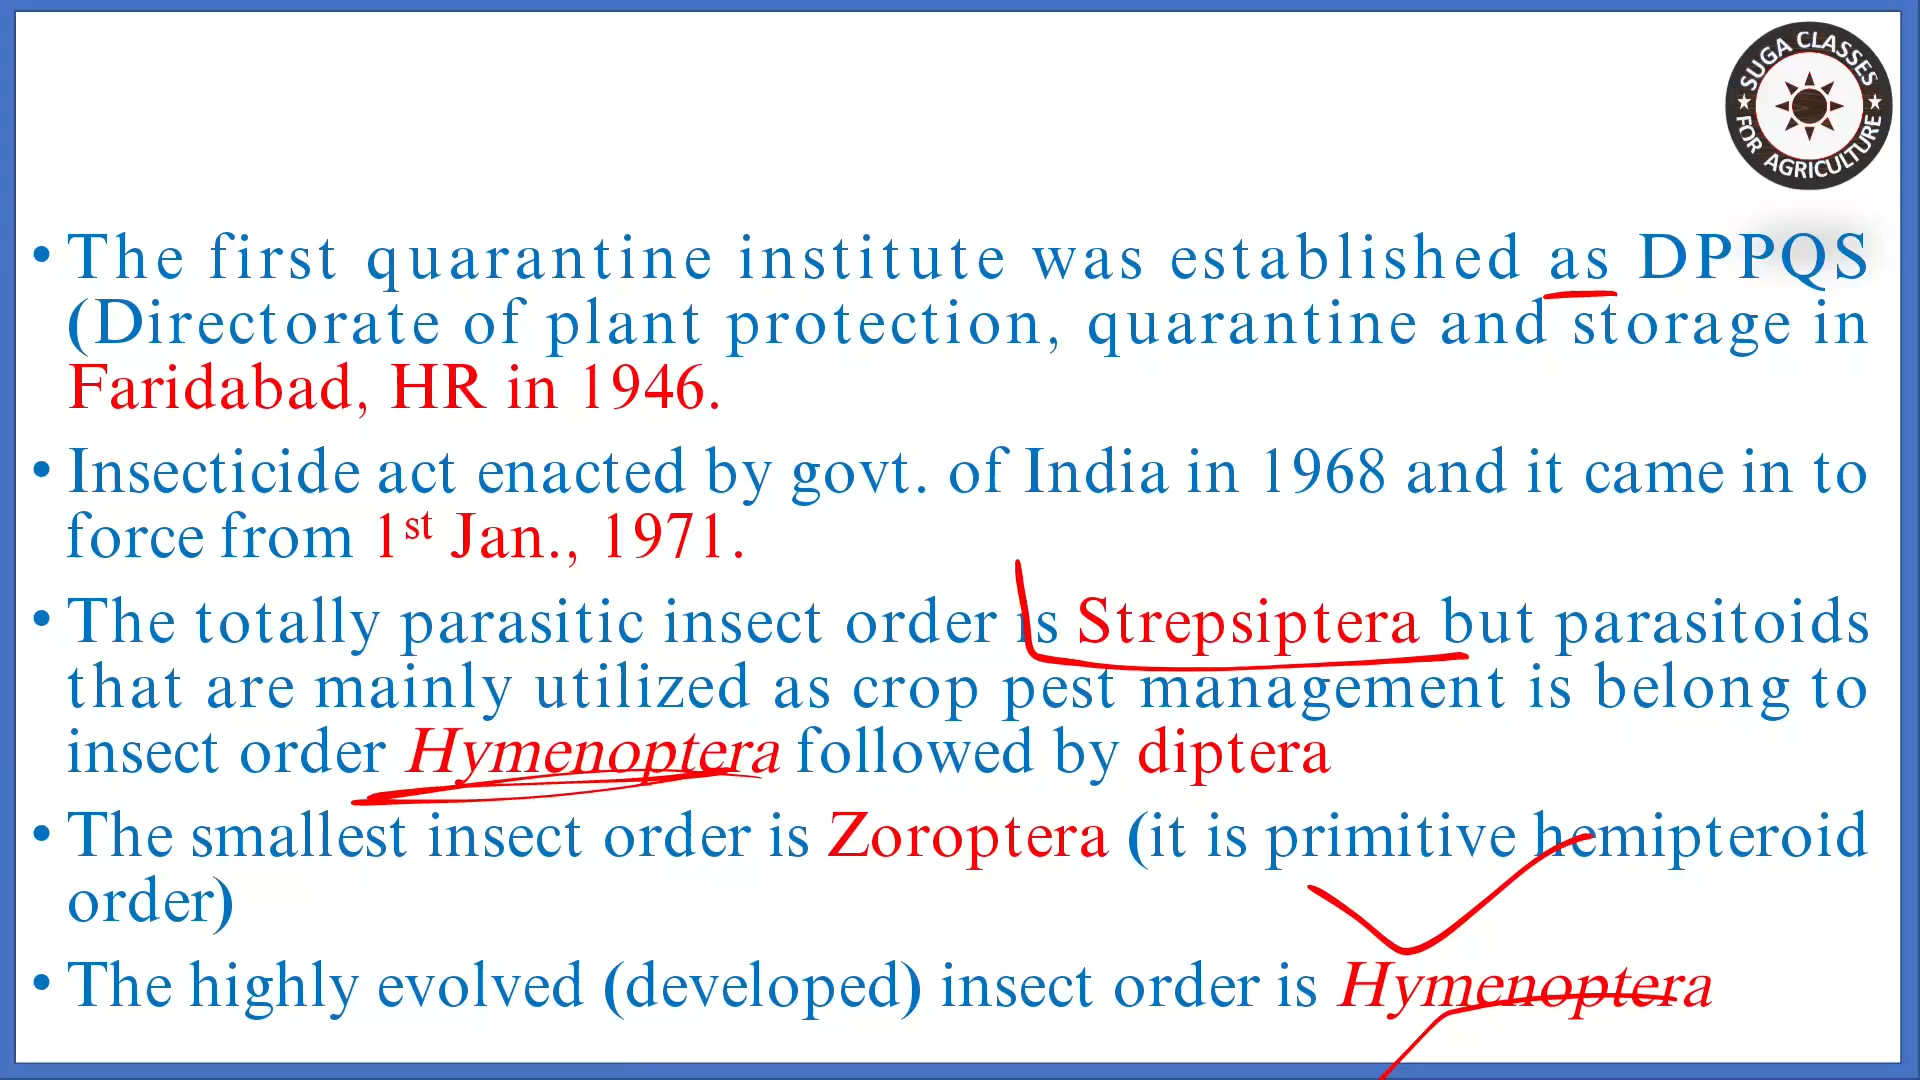 SUGA CLASSES
FOR AGRICULTURE
• The first quarantine institute was established as DPPQS
(Directorate of plant protection, quarantine and storage in
Faridabad, HR in 1946.
• Insecticide act enacted by govt. of India in 1968 and it came in to
force from 1st Jan., 1971.
• The totally parasitic insect order is Strepsiptera but parasitoids
that are mainly utilized as crop pest management is belong to
insect order Hymenoptera followed by diptera
• The smallest insect order is Zoroptera (it is primitive hemipteroid
order)
• The highly evolved (developed) insect order is Hymenoptera